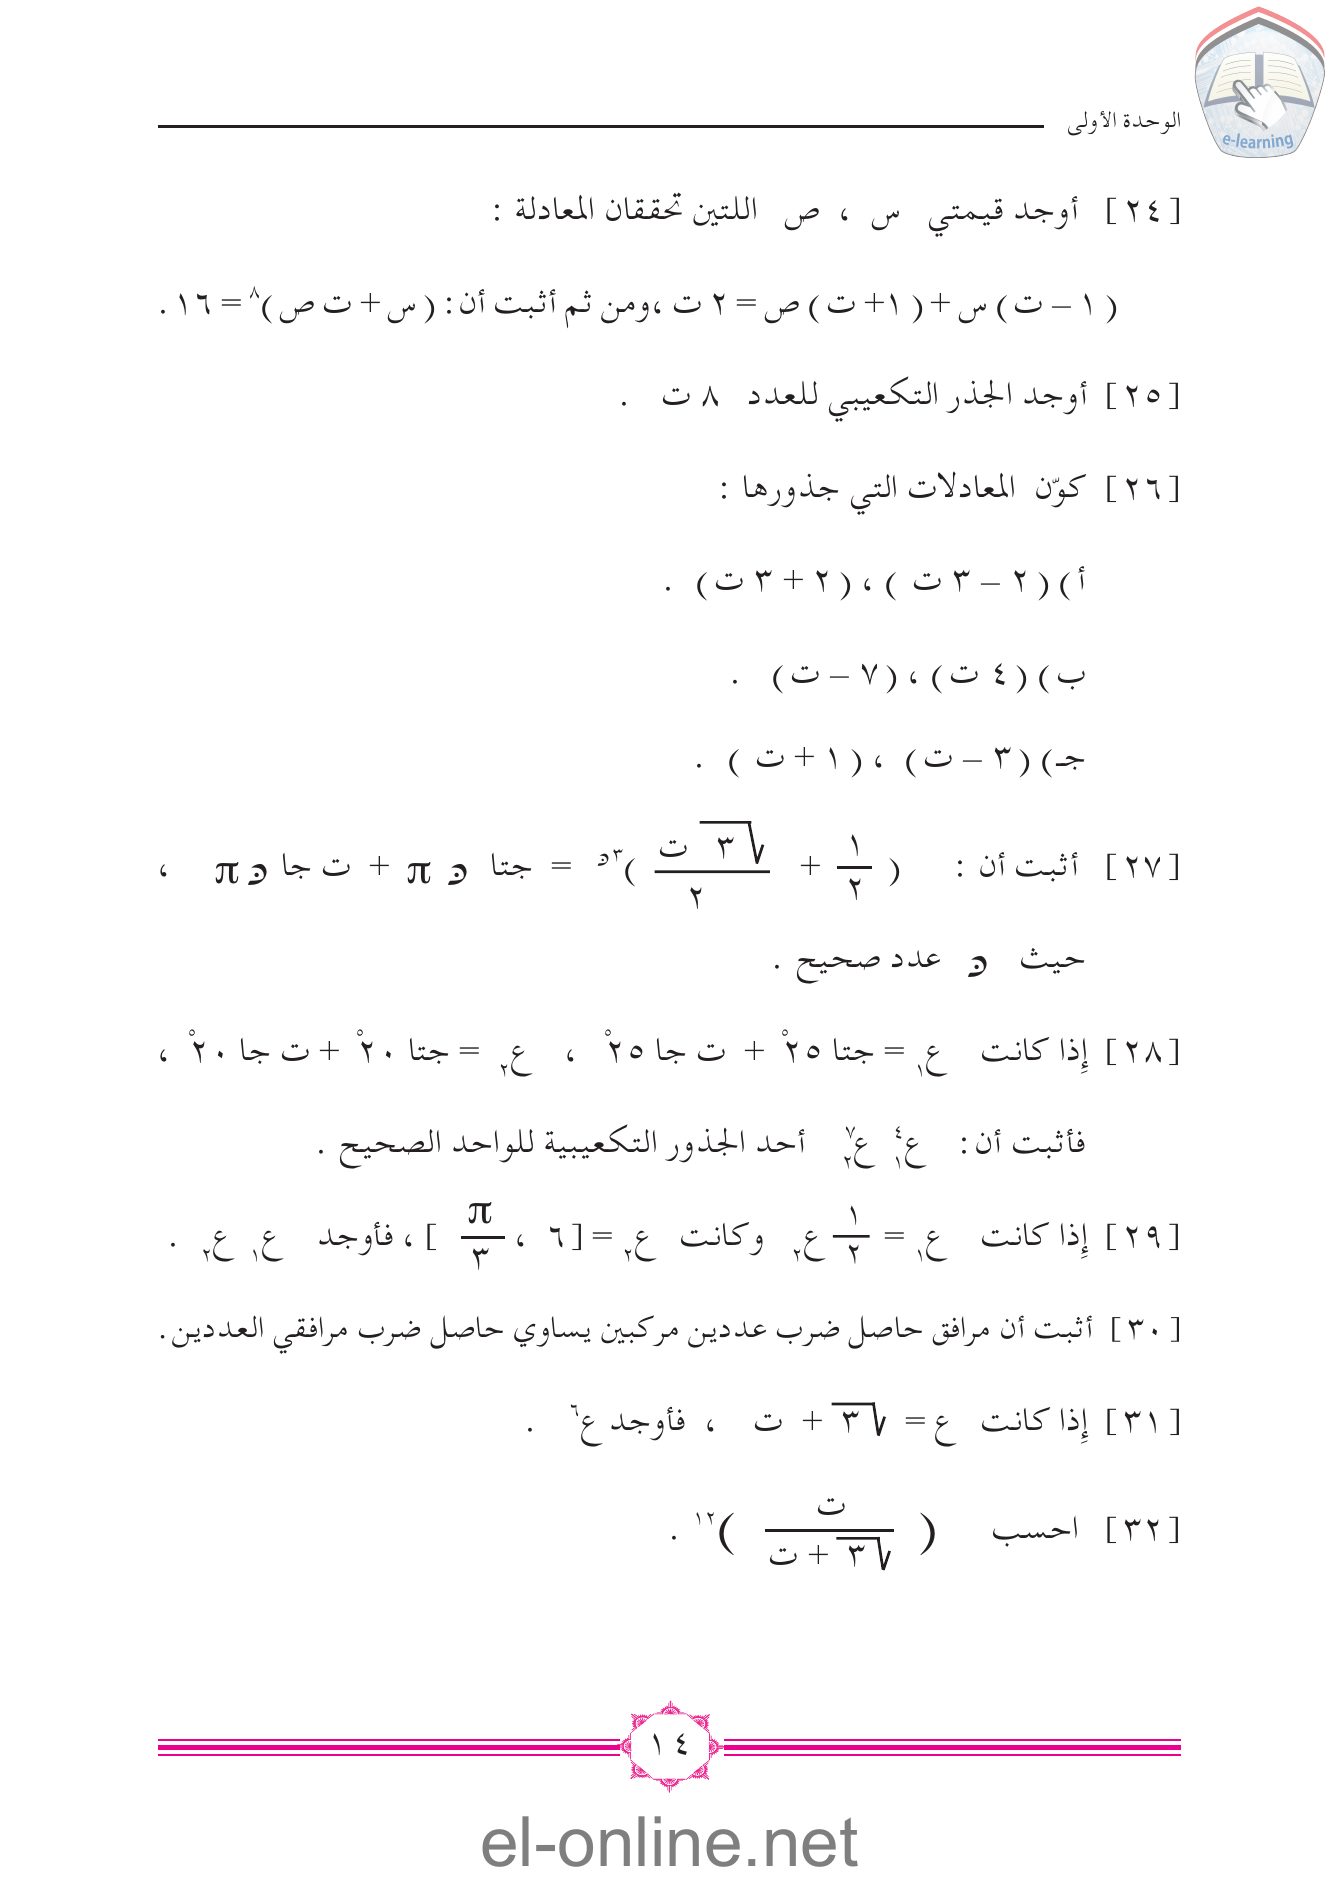 e-learning
الوحدة الأولى
[٢٤] أوجد قيمتي س ، ص اللتين تحققان المعادلة :
( ١ – ت) س + ( ١+ ت ) ص = ٢ ت ،ومن ثم أثبت أن : ( س + ت ص )^٨ = ١٦ .
[٢٥] أوجد الجذر التكعيبي للعدد ٨ ت .
[٢٦] كوّن المعادلات التي جذورها :
أ ) ( ٢ – ٣ ت ) ، ( ٢ + ٣ ت ) .
ب ) ( ٤ ت ) ، ( ٧ – ت ) .
جـ ) ( ٣ – ت ) ، ( ١ + ت ) .
[٢٧] أثبت أن : ( ١/٢ + √٣ ت/٢ )^٣ن = جتا ن π + ت جا ن π ،
حيث ن عدد صحيح .
[٢٨] إِذا كانت ع١ = جتا ٢٥° + ت جا ٢٥° ، ع٢ = جتا ٢٠° + ت جا ٢٠° ،
فأثبت أن : ع١^٤ ع٢^٧ أحد الجذور التكعيبية للواحد الصحيح .
[٢٩] إِذا كانت ع١ = ١/٢ ع٢ وكانت ع٢ = [ ٦ ، π/٣ ] ، فأوجد ع١ ع٢ .
[٣٠] أثبت أن مرافق حاصل ضرب عددين مركبين يساوي حاصل ضرب مرافقي العددين .
[٣١] إِذا كانت ع = √٣ + ت ، فأوجد ع^٦ .
[٣٢] احسب ( ت/√٣ + ت )^١٢ .
١٤
el-online.net